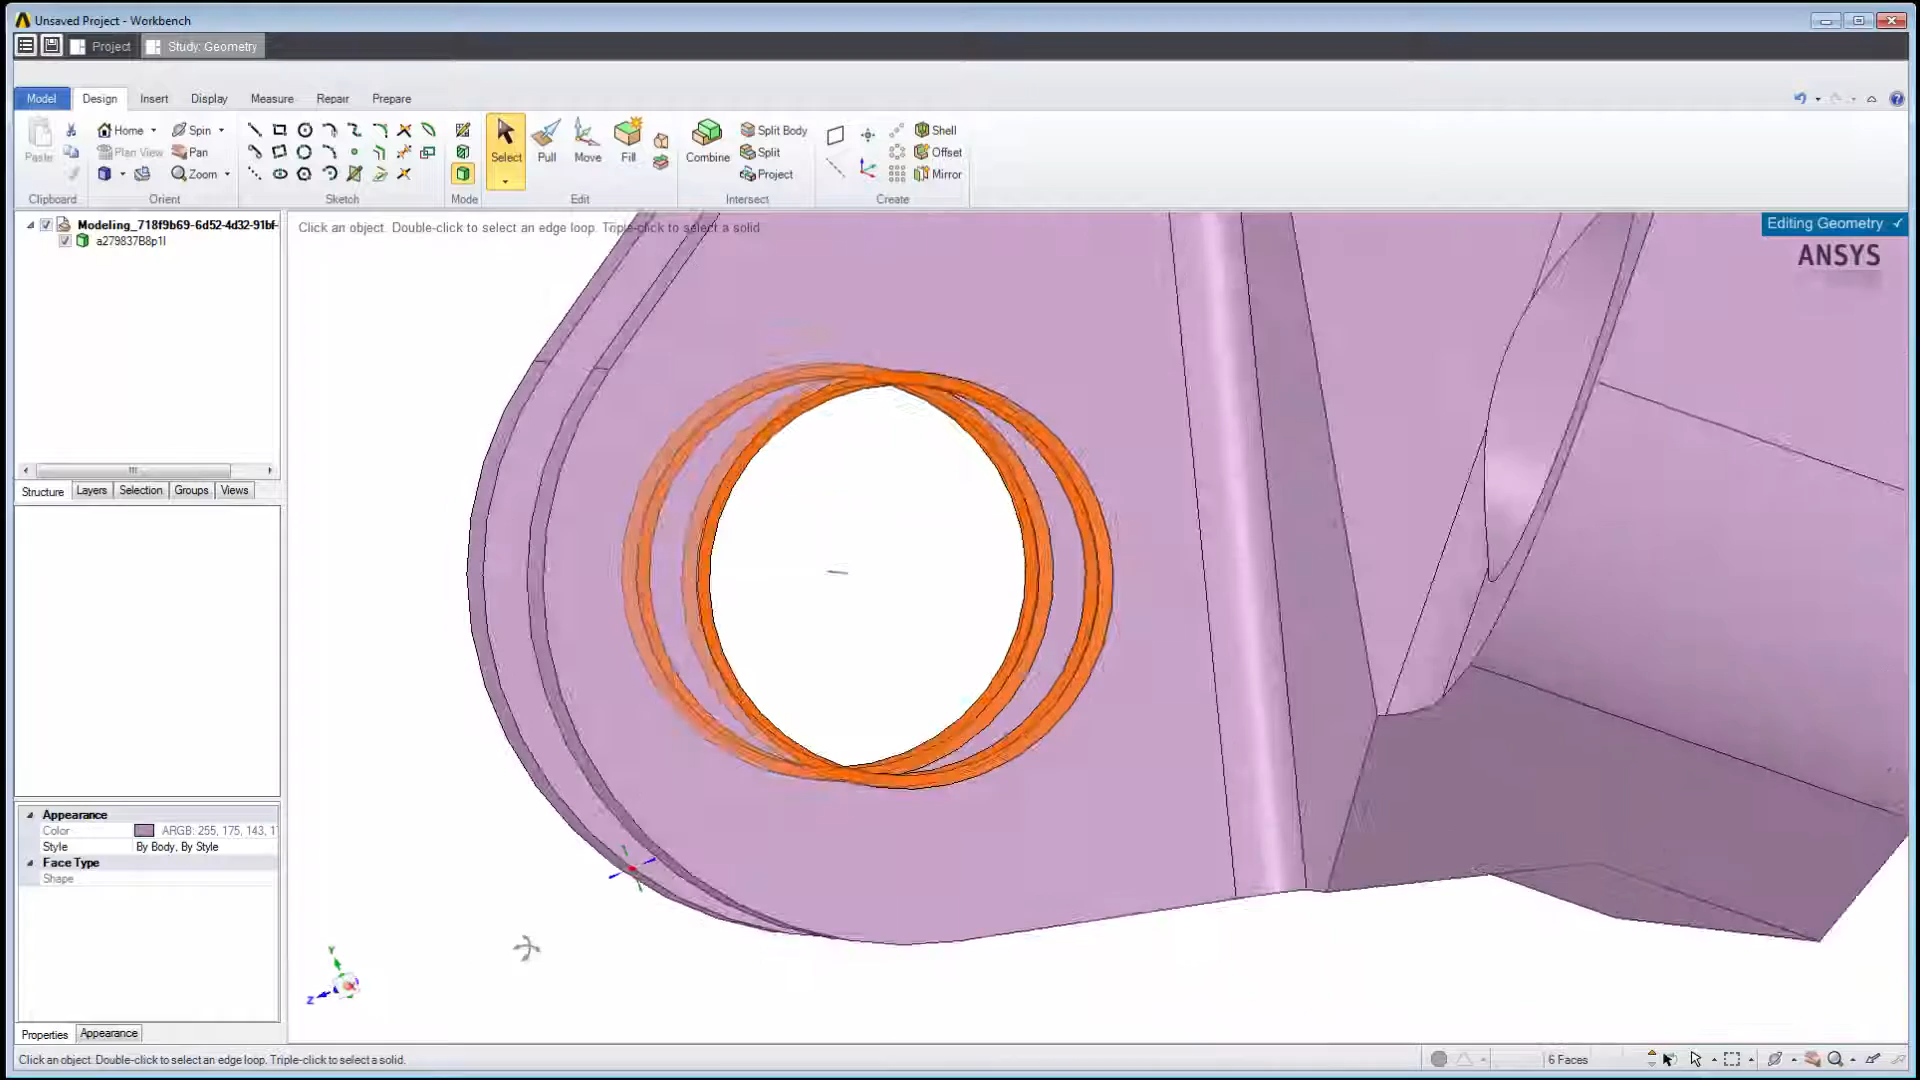 Unsaved Project - Workbench
Project
Study: Geometry
Model
Design
Insert
Display
Measure
Repair
Prepare
Paste
Home
Plan View
Spin
Pan
Zoom
Select
Pull
Move
Fill
Combine
Split Body
Split
Project
Shell
Offset
Mirror
Clipboard
Orient
Sketch
Mode
Edit
Intersect
Create
Modeling_718f9b69-6d52-4d32-91bf-
a279837B8p1l
Click an object. Double-click to select an edge loop. Triple-click to select a solid
Editing Geometry
ANSYS
Structure
Layers
Selection
Groups
Views
Appearance
Color ARGB: 255, 175, 143, 1
Style By Body, By Style
Face Type
Shape
Y
Z
Properties
Appearance
Click an object. Double-click to select an edge loop. Triple-click to select a solid.
6 Faces